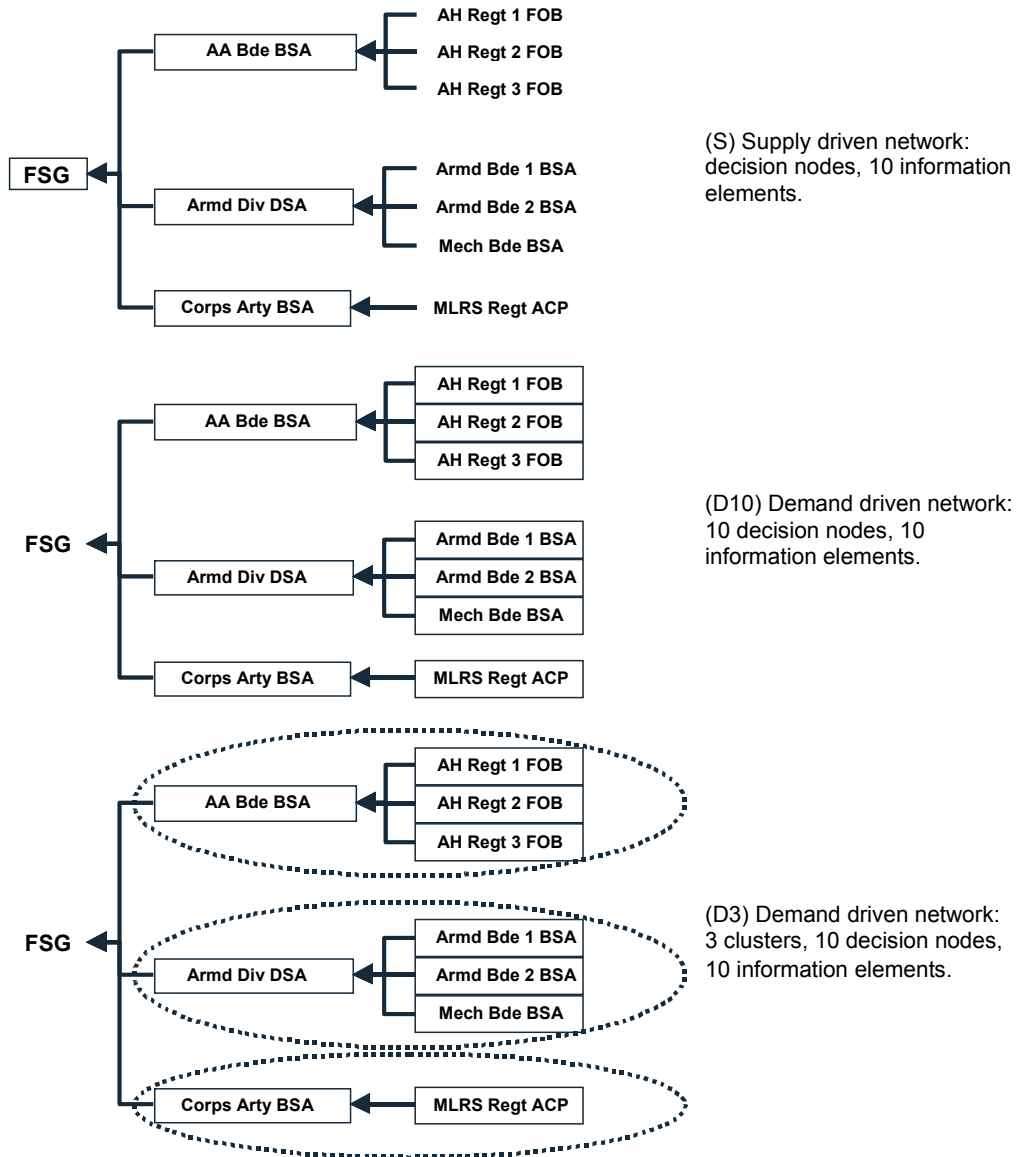 AH Regt 1 FOB
AA Bde BSA
AH Regt 2 FOB
AH Regt 3 FOB
(S) Supply driven network:
decision nodes, 10 information
elements.
FSG
Armd Bde 1 BSA
Armd Div DSA
Armd Bde 2 BSA
Mech Bde BSA
Corps Arty BSA
MLRS Regt ACP
AH Regt 1 FOB
AA Bde BSA
AH Regt 2 FOB
AH Regt 3 FOB
(D10) Demand driven network:
10 decision nodes, 10
information elements.
FSG
Armd Bde 1 BSA
Armd Div DSA
Armd Bde 2 BSA
Mech Bde BSA
Corps Arty BSA
MLRS Regt ACP
AH Regt 1 FOB
AA Bde BSA
AH Regt 2 FOB
AH Regt 3 FOB
(D3) Demand driven network:
3 clusters, 10 decision nodes,
10 information elements.
FSG
Armd Bde 1 BSA
Armd Div DSA
Armd Bde 2 BSA
Mech Bde BSA
Corps Arty BSA
MLRS Regt ACP